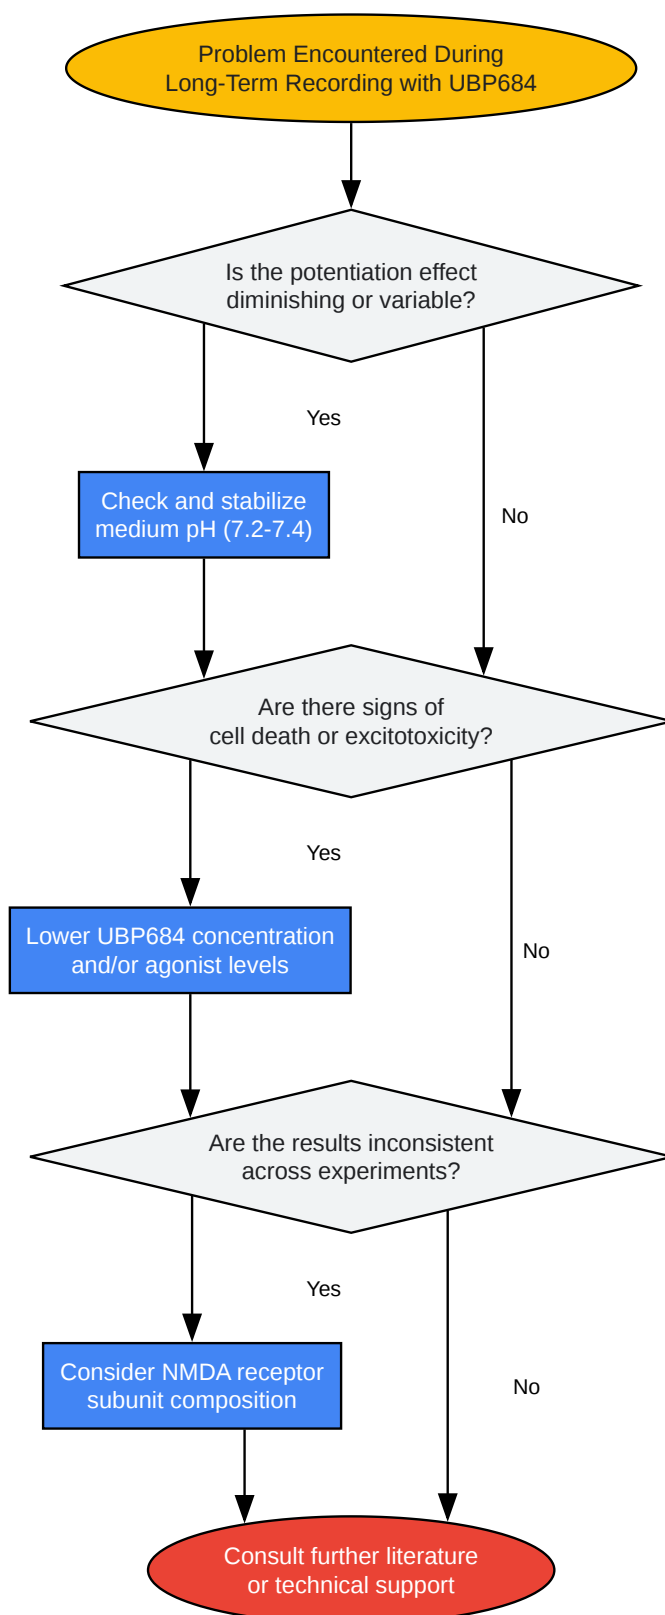 Problem Encountered During
Long-Term Recording with UBP684
Is the potentiation effect
diminishing or variable?
Yes
Check and stabilize
medium pH (7.2-7.4)
No
Are there signs of
cell death or excitotoxicity?
Yes
Lower UBP684 concentration
and/or agonist levels
No
Are the results inconsistent
across experiments?
Yes
Consider NMDA receptor
subunit composition
No
Consult further literature
or technical support